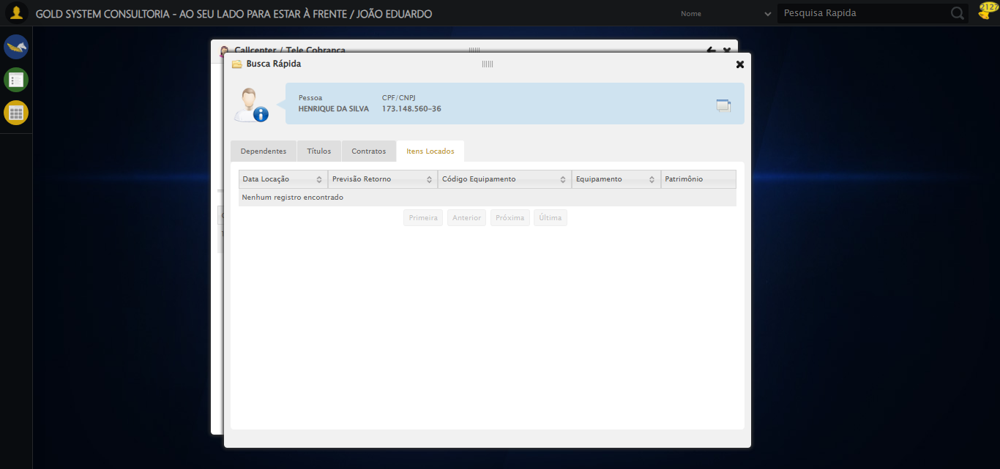 GOLD SYSTEM CONSULTORIA - AO SEU LADO PARA ESTAR À FRENTE / JOÃO EDUARDO
Nome
Pesquisa Rapida
2127
Callcenter / Tele Cobrança
Busca Rápida
Pessoa CPF/CNPJ
HENRIQUE DA SILVA 173.148.560-36
Dependentes Títulos Contratos Itens Locados
Data Locação Previsão Retorno Código Equipamento Equipamento Patrimônio
Nenhum registro encontrado
Primeira Anterior Próxima Última